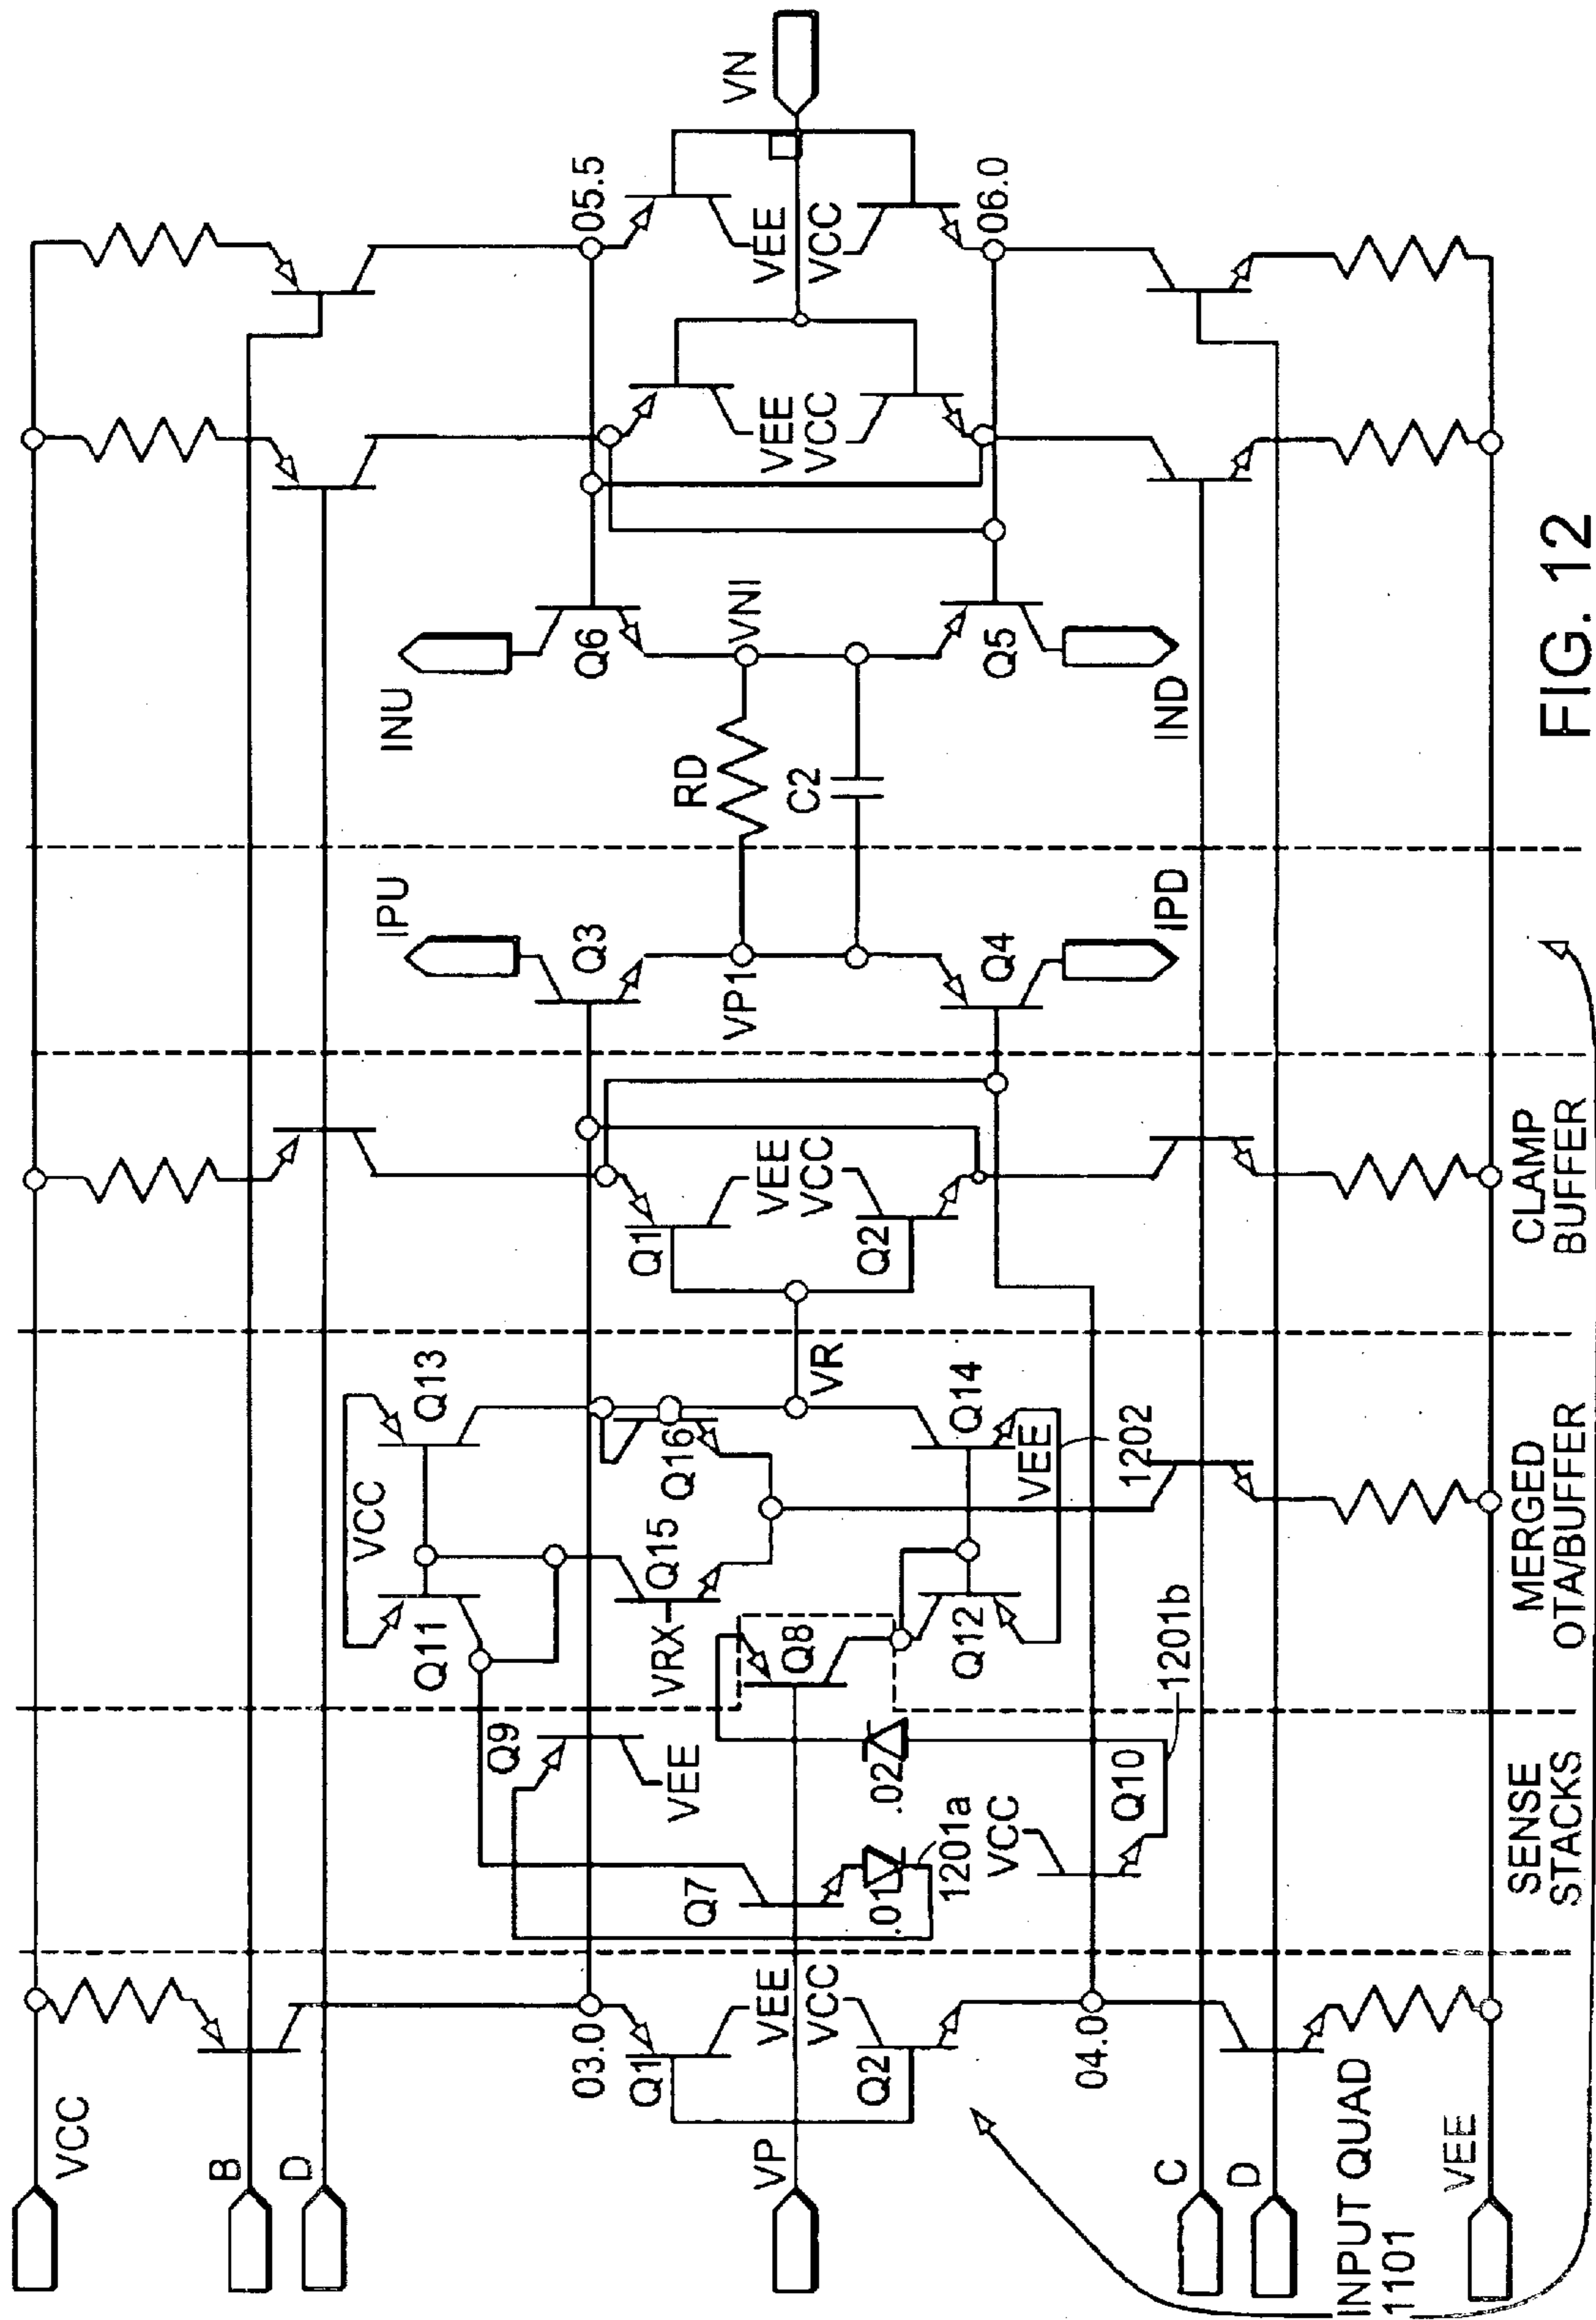 VCC
B
D
VP
C
D
INPUT QUAD
1101
VEE
03.0
Q1
VEE
VCC
Q2
04.0
Q9
VEE
Q7
.01
1201a
VCC
Q10
.02
1201b
SENSE
STACKS
VCC
Q11
Q13
Q15
Q16
VRX
VR
Q8
Q12
Q14
VEE
1202
MERGED
OTA/BUFFER
Q1
VEE
VCC
Q2
CLAMP
BUFFER
IPU
Q3
VP1
Q4
IPD
RD
C2
INU
Q6
VNI
Q5
IND
VEE
VCC
05.5
VEE
VCC
06.0
VN
FIG. 12